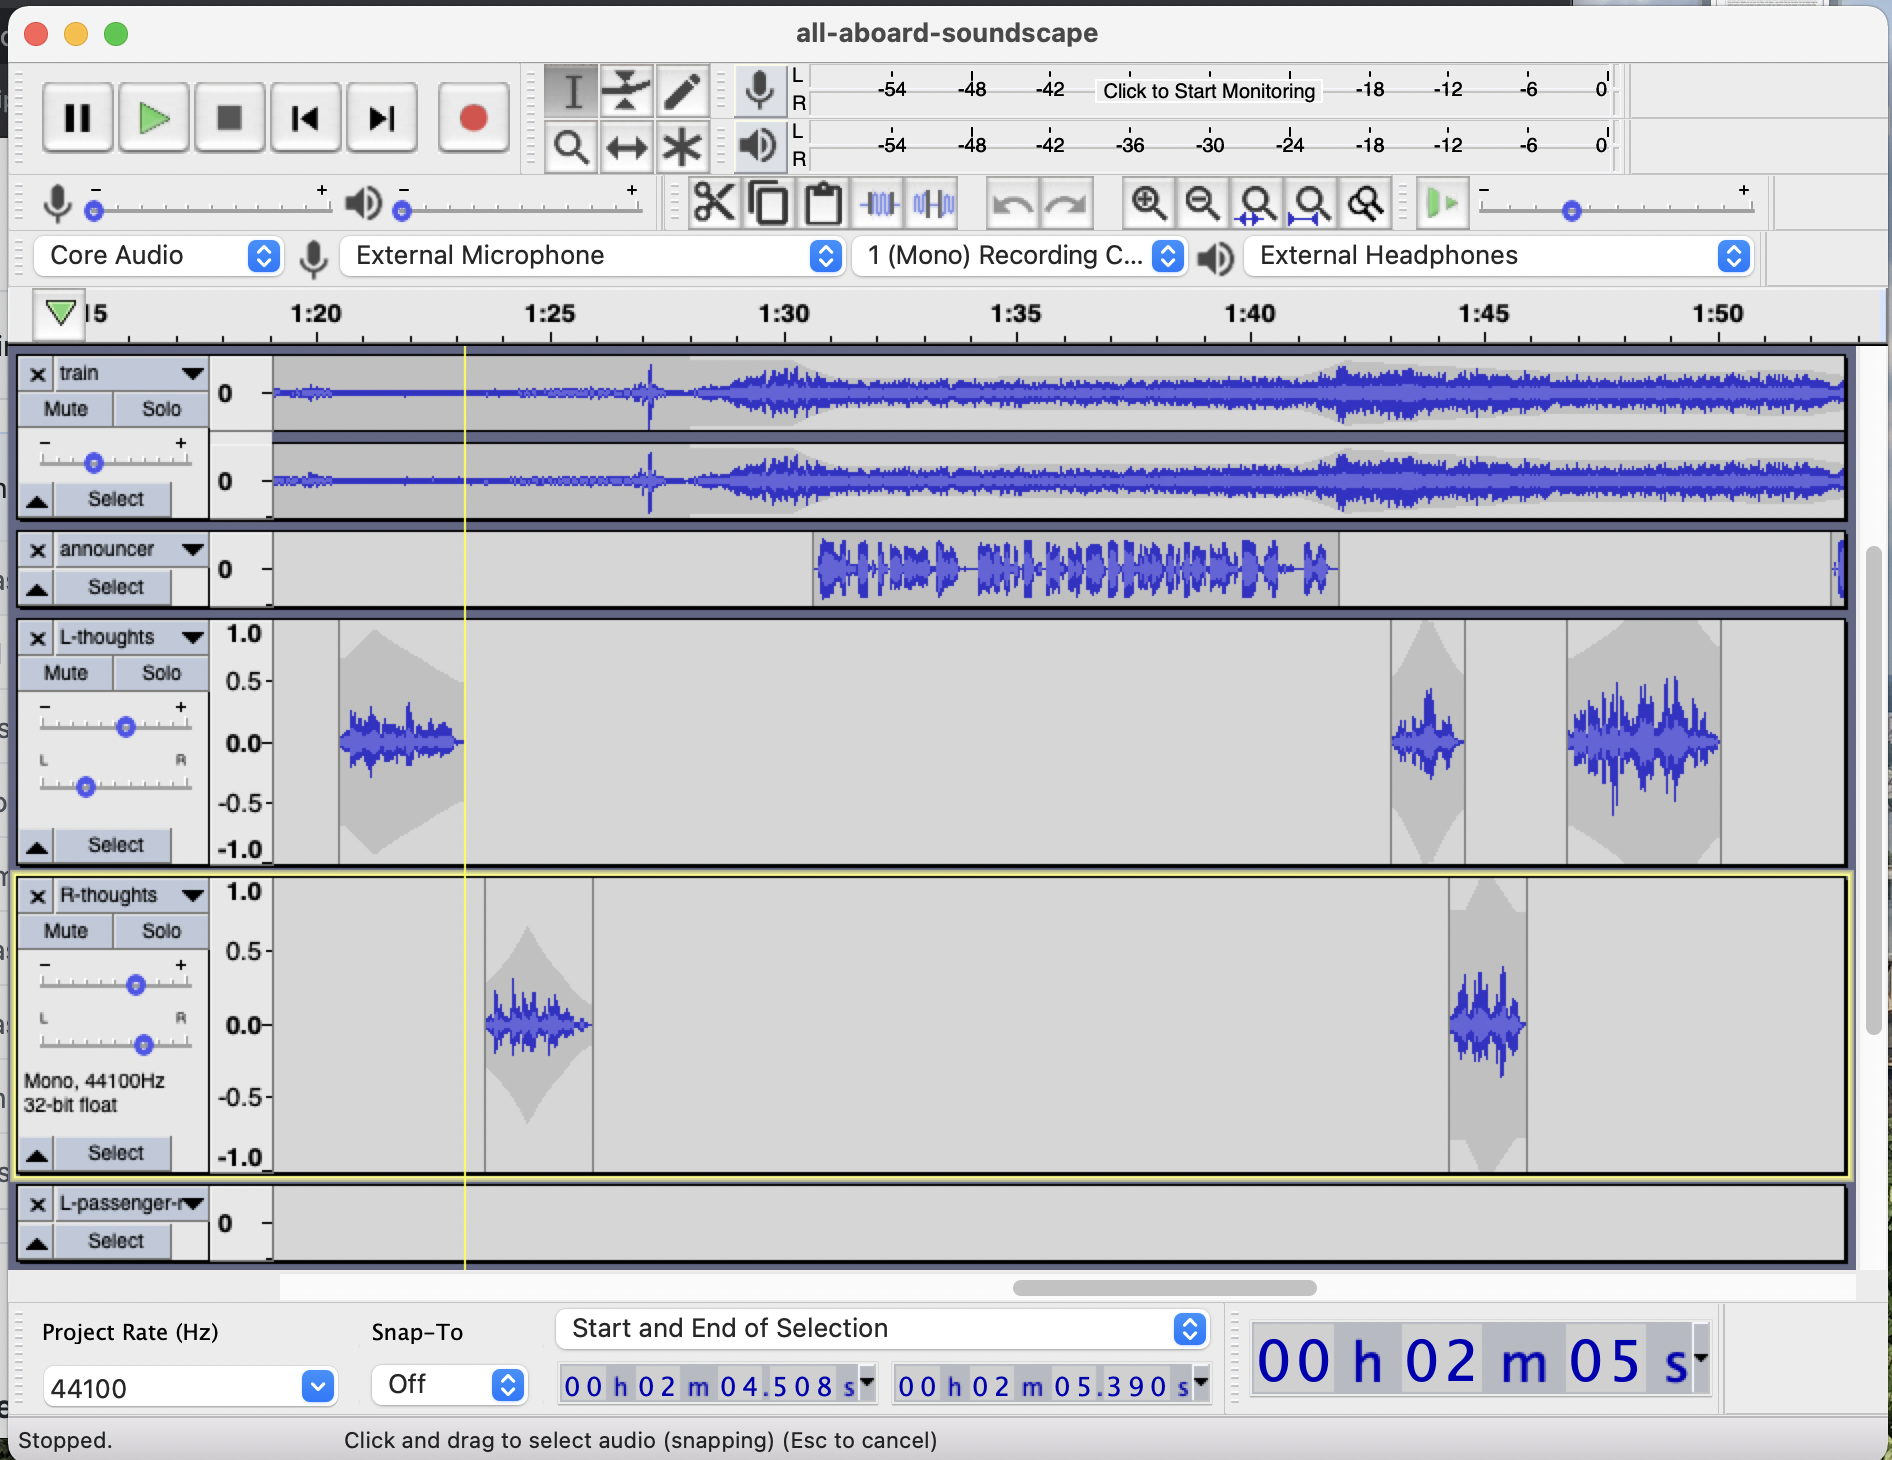 all-aboard-soundscape
L
R
-54 -48 -42 Click to Start Monitoring -18 -12 -6 0
L
R
-54 -48 -42 -36 -30 -24 -18 -12 -6 0
- + - +
- +
Core Audio External Microphone 1 (Mono) Recording C... External Headphones
15 1:20 1:25 1:30 1:35 1:40 1:45 1:50
train
Mute Solo
0
- +
0
Select
announcer
0
Select
L-thoughts
Mute Solo
- +
L R
Select
1.0
0.5
0.0
-0.5
-1.0
R-thoughts
Mute Solo
- +
L R
Mono, 44100Hz
32-bit float
Select
1.0
0.5
0.0
-0.5
-1.0
L-passenger-r
0
Select
Project Rate (Hz) Snap-To Start and End of Selection
44100 Off 00 h 02 m 04.508 s 00 h 02 m 05.390 s
00 h 02 m 05 s
Stopped. Click and drag to select audio (snapping) (Esc to cancel)